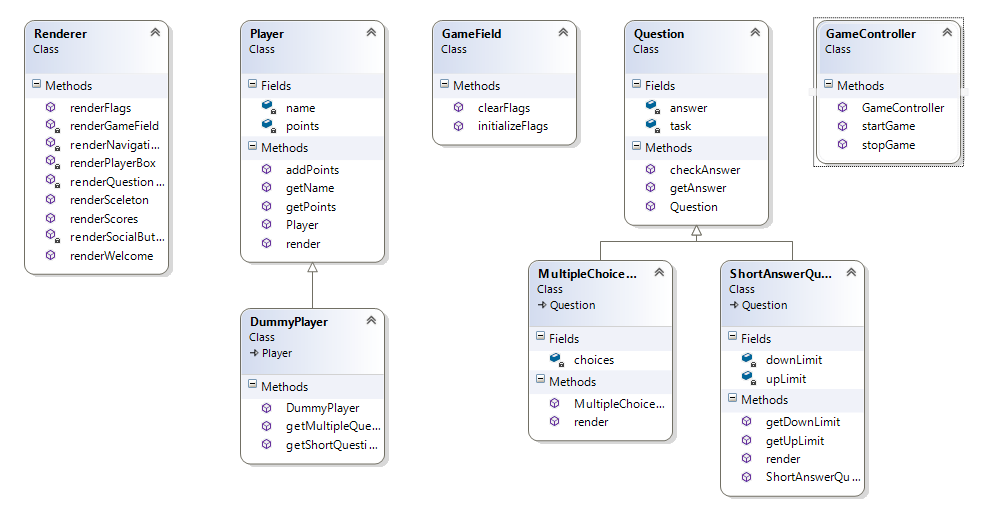 Renderer
Class
Methods
renderFlags
renderGameField
renderNavigati...
renderPlayerBox
renderQuestion...
renderSceleton
renderScores
renderSocialBut...
renderWelcome
Player
Class
Fields
name
points
Methods
addPoints
getName
getPoints
Player
render
GameField
Class
Methods
clearFlags
initializeFlags
Question
Class
Fields
answer
task
Methods
checkAnswer
getAnswer
Question
GameController
Class
Methods
GameController
startGame
stopGame
DummyPlayer
Class
Player
Methods
DummyPlayer
getMultipleQue...
getShortQuesti...
MultipleChoice...
Class
Question
Fields
choices
Methods
MultipleChoice...
render
ShortAnswerQu...
Class
Question
Fields
downLimit
upLimit
Methods
getDownLimit
getUpLimit
render
ShortAnswerQu...